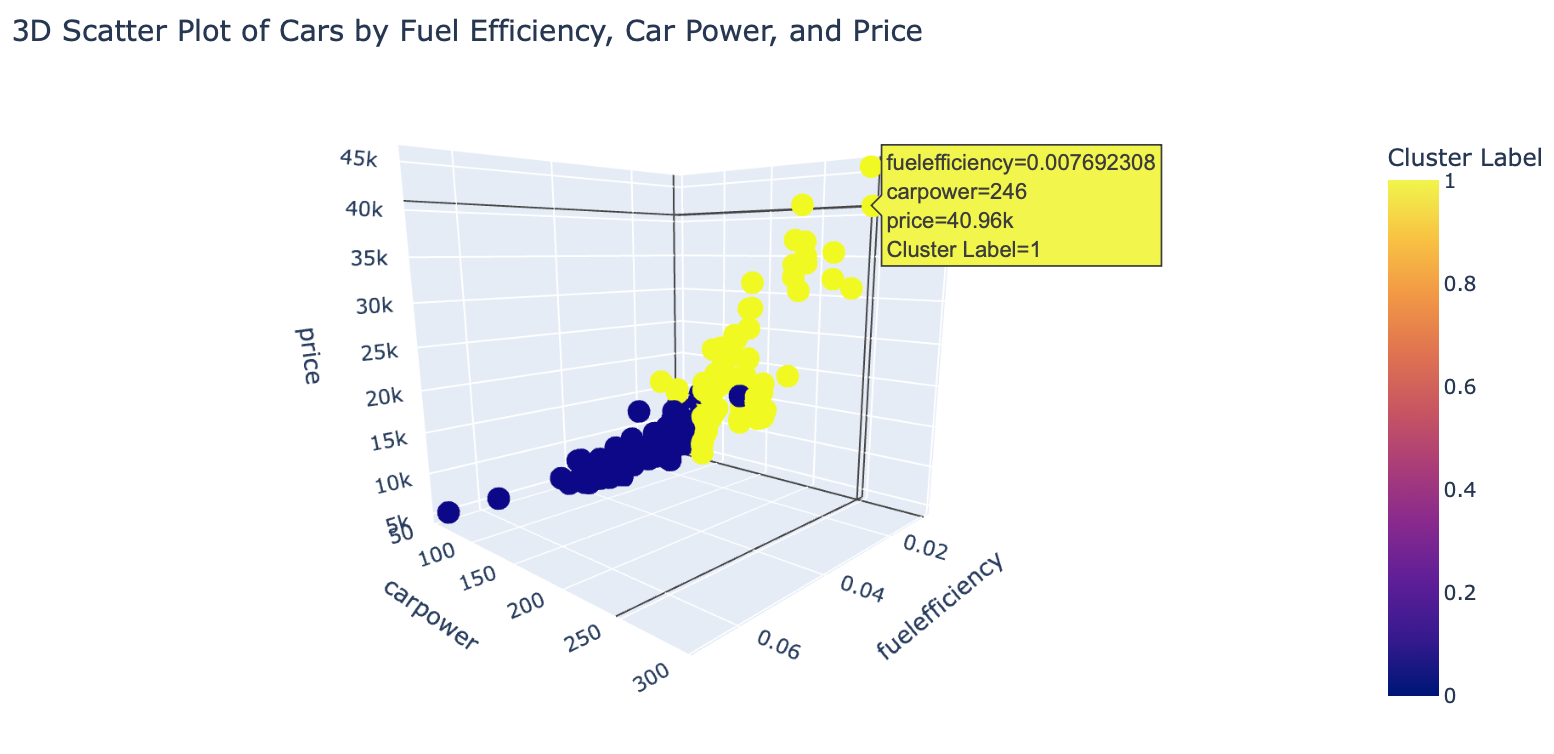 3D Scatter Plot of Cars by Fuel Efficiency, Car Power, and Price
45k
40k
35k
30k
25k
20k
15k
10k
5k
price
50
100
150
200
250
300
carpower
0.06
0.04
0.02
fuelefficiency
fuelefficiency=0.007692308
carpower=246
price=40.96k
Cluster Label=1
Cluster Label
1
0.8
0.6
0.4
0.2
0